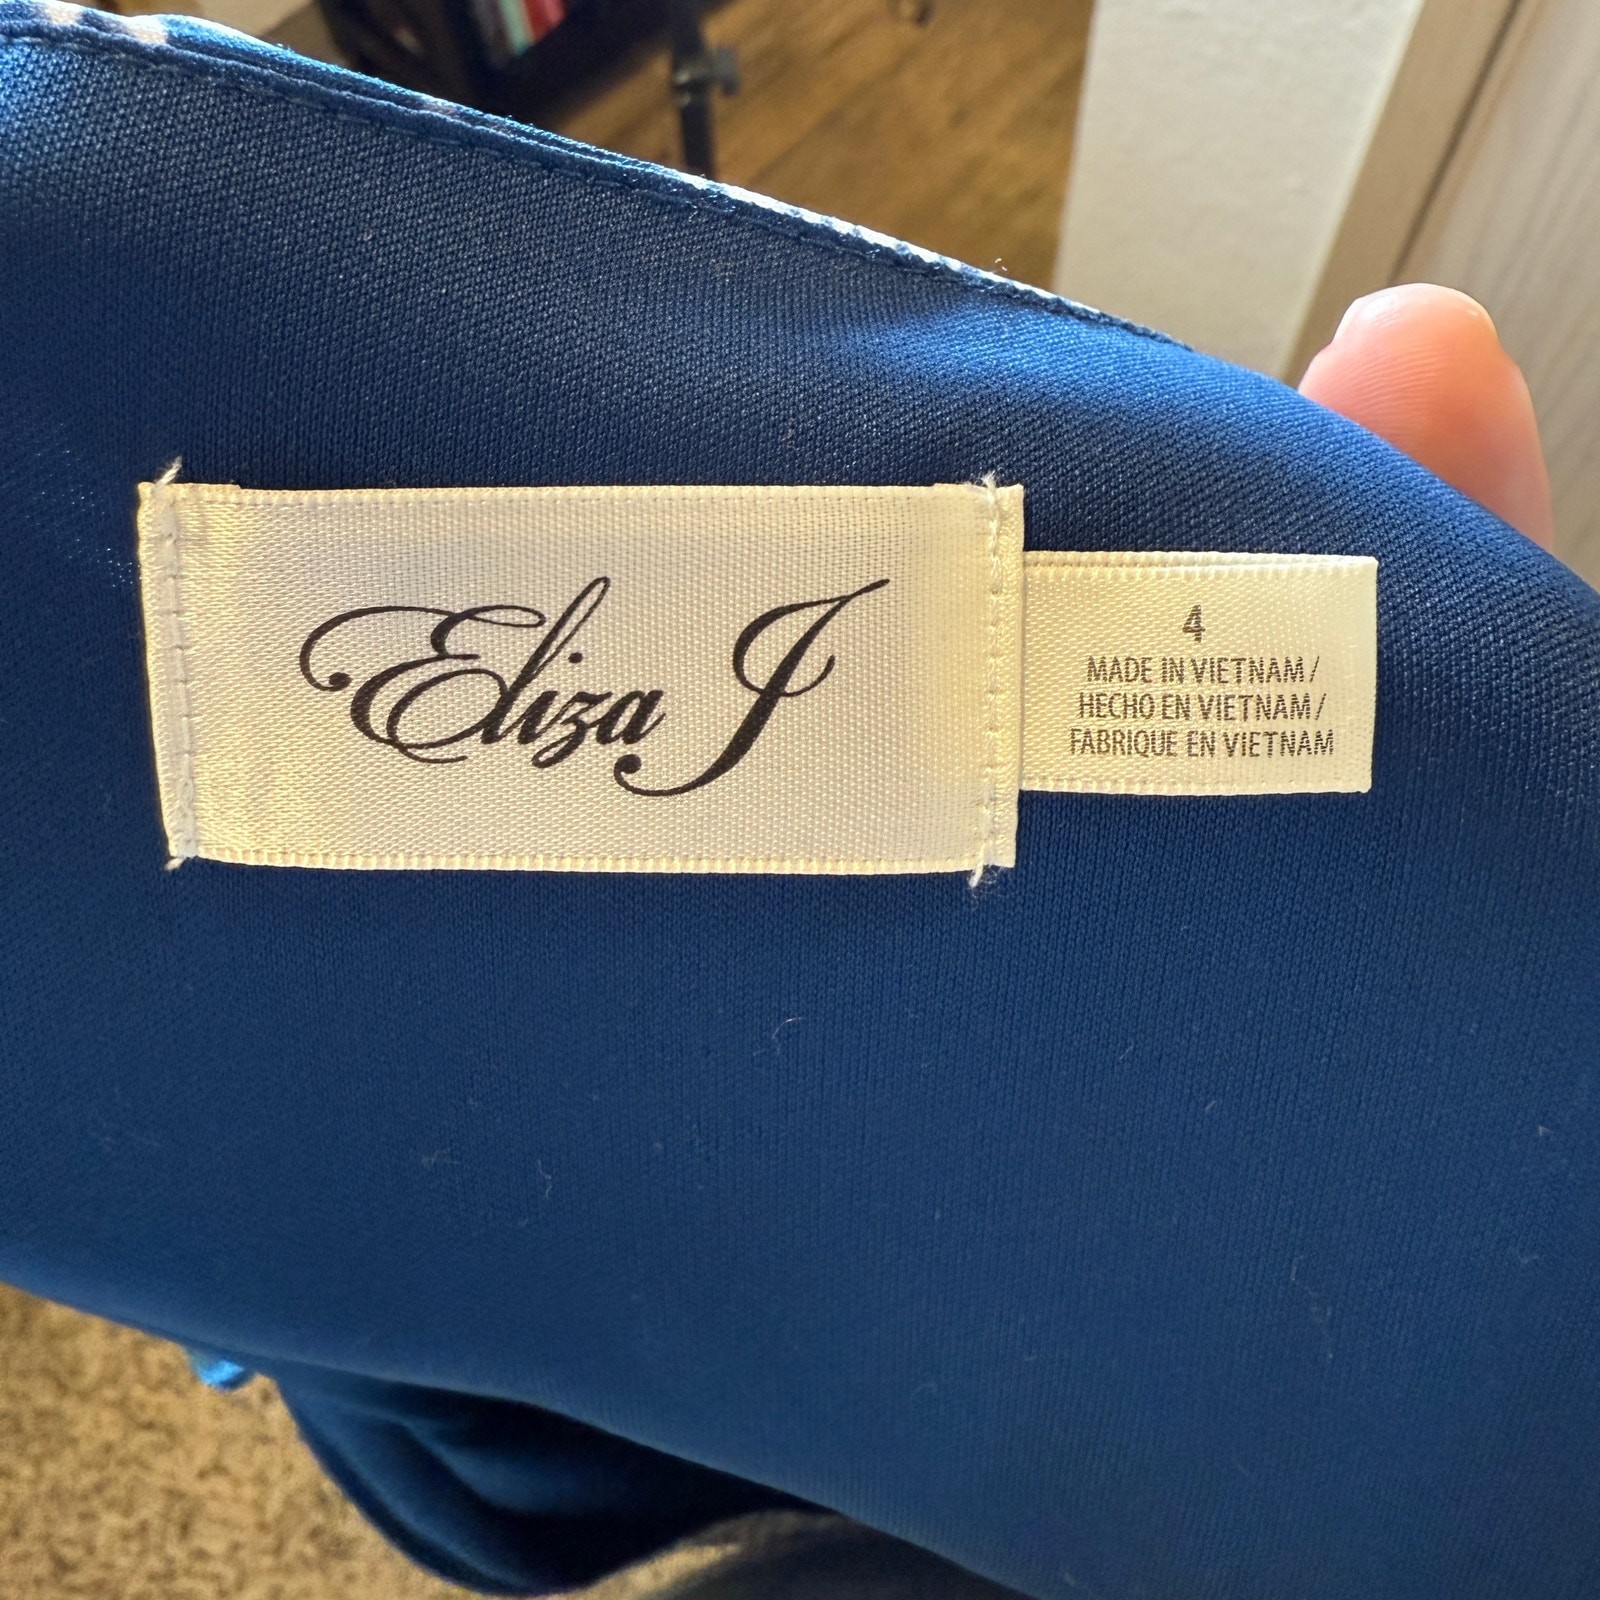 Eliza J
4
MADE IN VIETNAM/
HECHO EN VIETNAM/
FABRIQUE EN VIETNAM